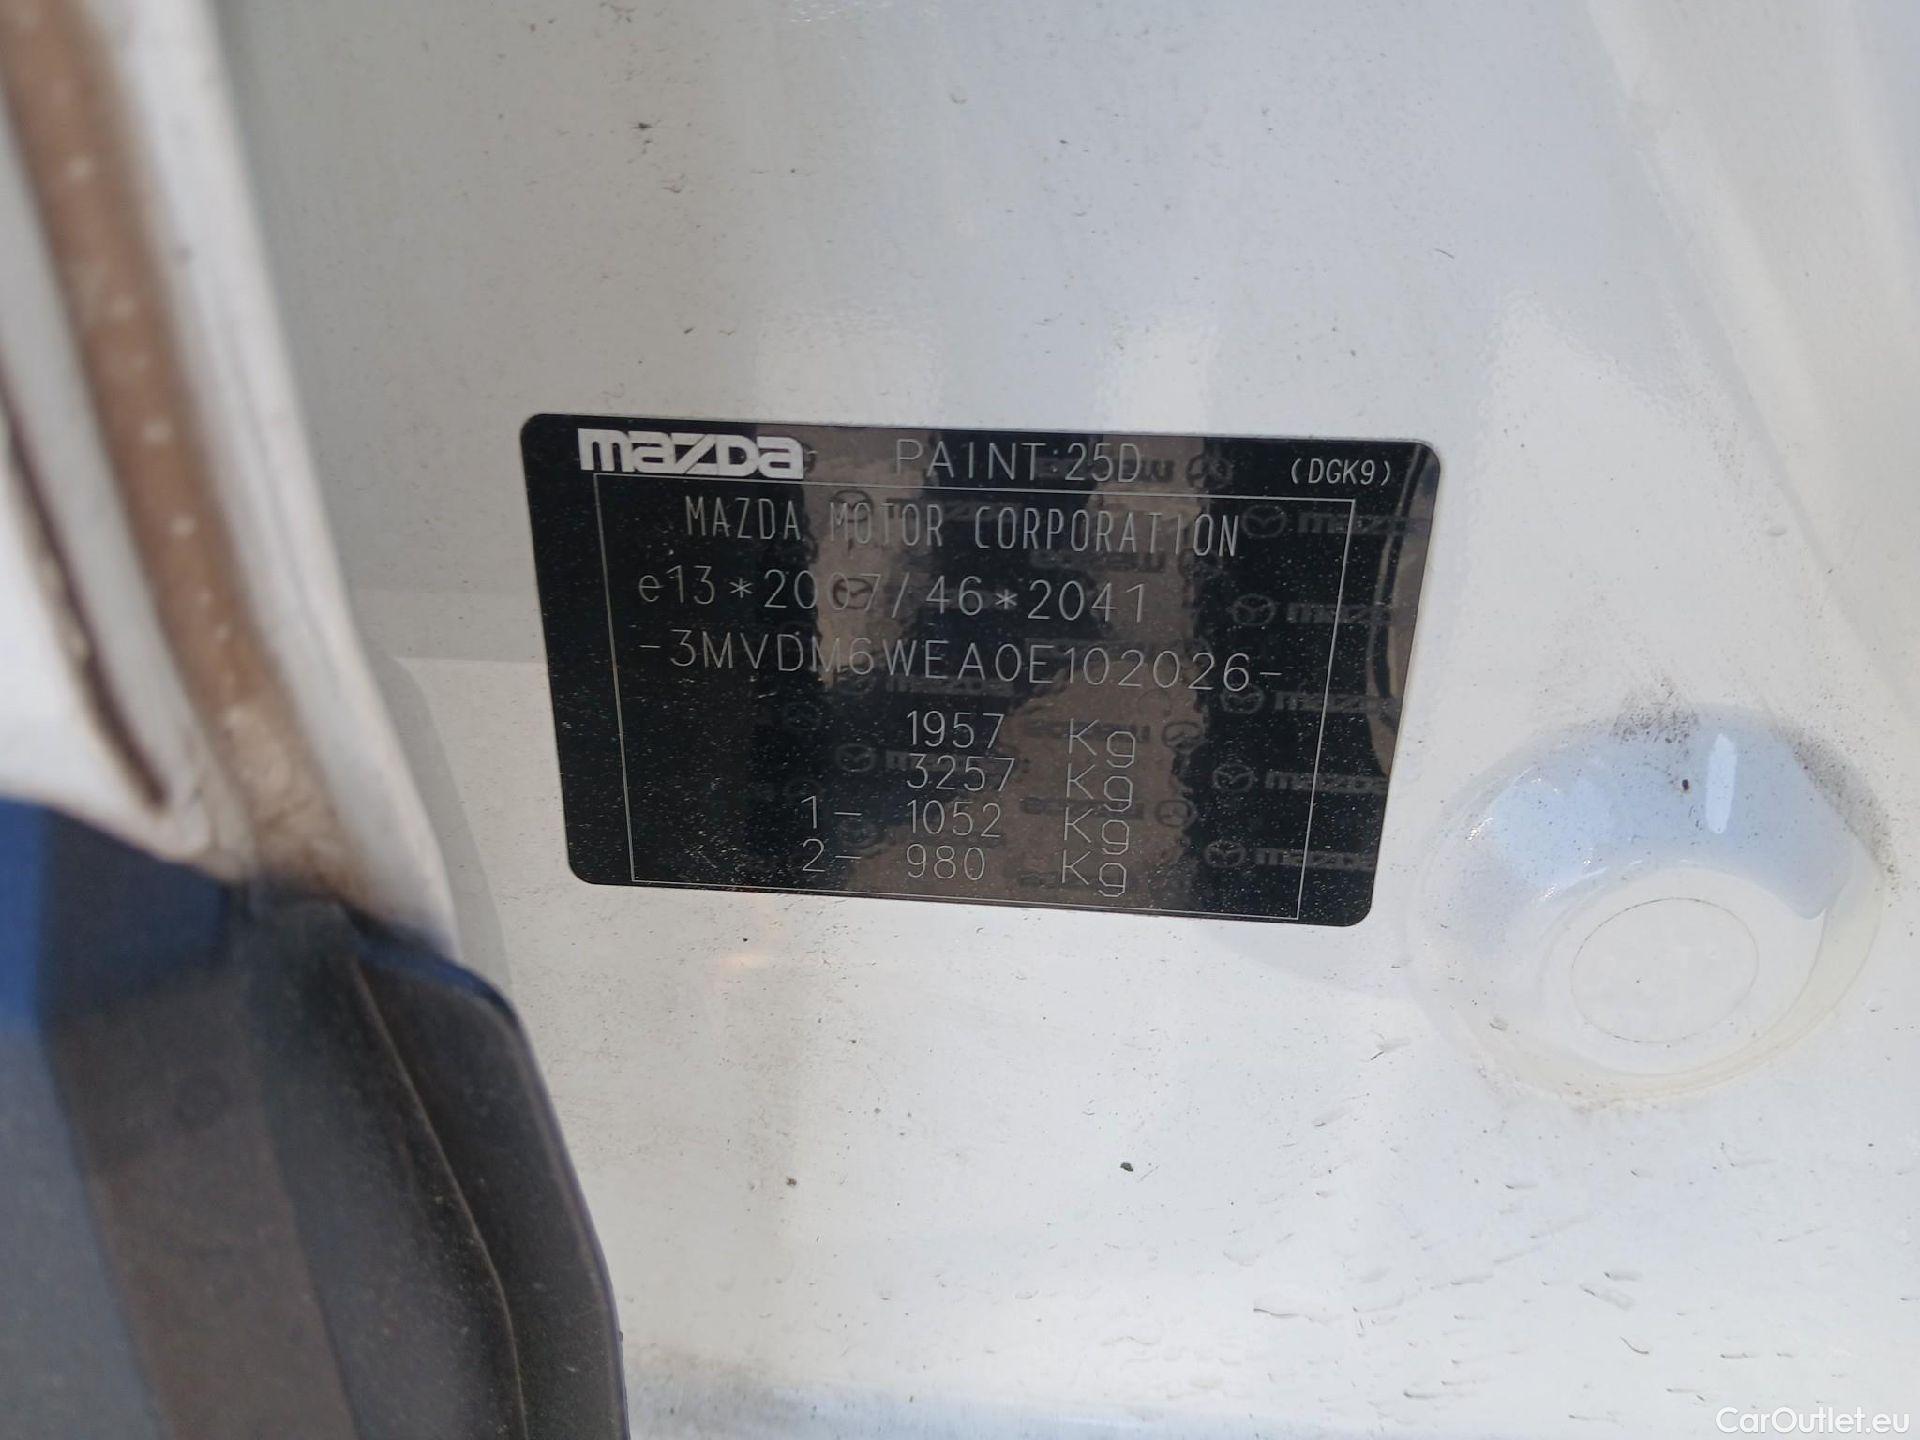 mazda PAINT:25D (DGK9)
MAZDA MOTOR CORPORATION
e13*2007/46*2041
-3MVDM6WEA0E102026-
1957 Kg
3257 Kg
1- 1052 Kg
2- 980 Kg
CarOutlet.eu